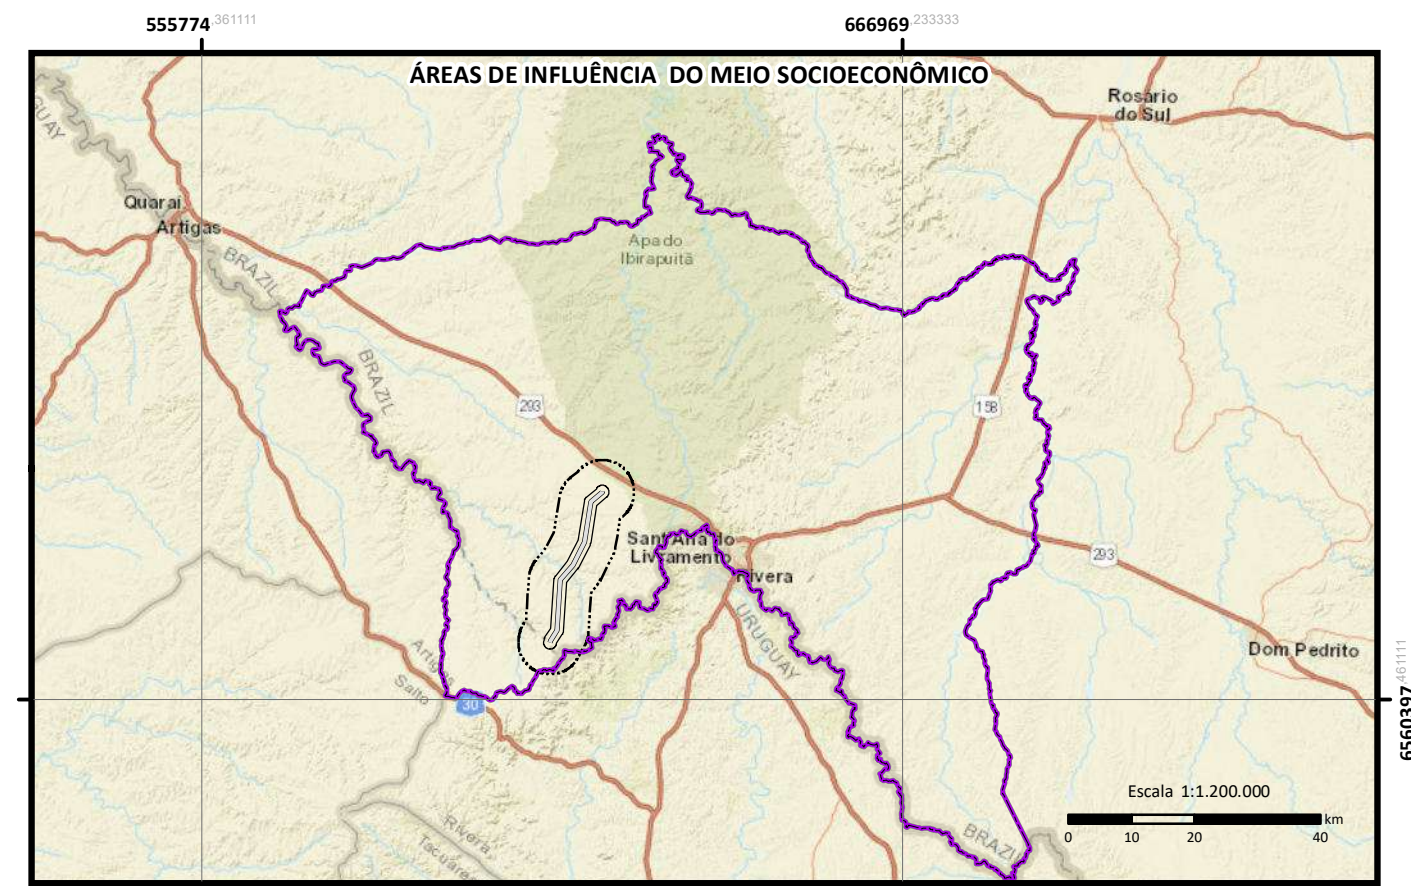 555774,361111
666969,233333
ÁREAS DE INFLUÊNCIA DO MEIO SOCIOECONÔMICO
GUAY
Rosário
do Sul
Quarai
Artigas
BRAZIL
Apa do
Ibirapuitã
BRAZIL
293
158
Sant'Ana do
Livramento
Rivera
293
URUGUAY
Artigas
Salto
30
Dom Pedrito
6560397,461111
Escala 1:1.200.000
km
0 10 20 40
Rivera
BRAZIL